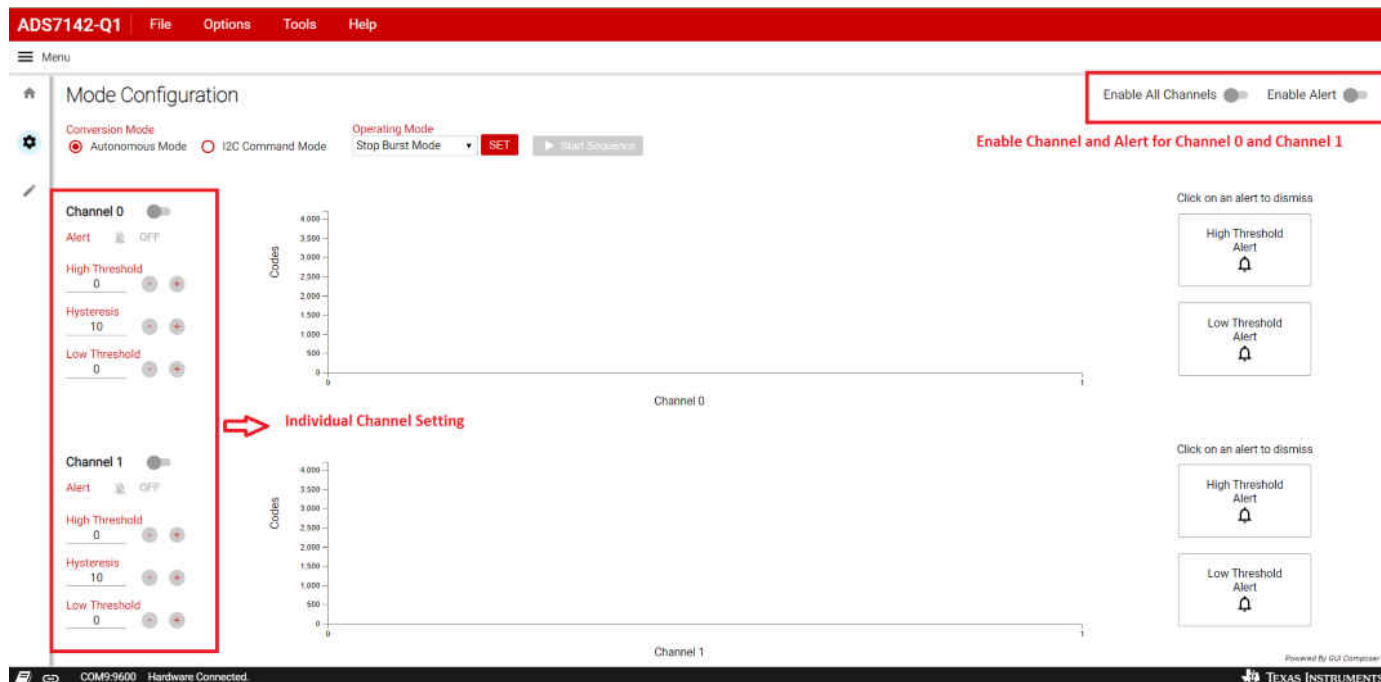 ADS7142-Q1 File Options Tools Help
Menu
Mode Configuration
Enable All Channels Enable Alert
Conversion Mode
Autonomous Mode I2C Command Mode
Operating Mode
Stop Burst Mode SET Start Sequence
Enable Channel and Alert for Channel 0 and Channel 1
Channel 0
Alert OFF
High Threshold
0
Hysteresis
10
Low Threshold
0
Codes
4,000
3,500
3,000
2,500
2,000
1,500
1,000
500
0
0 1
Channel 0
Click on an alert to dismiss
High Threshold
Alert
Low Threshold
Alert
Individual Channel Setting
Channel 1
Alert OFF
High Threshold
0
Hysteresis
10
Low Threshold
0
Codes
4,000
3,500
3,000
2,500
2,000
1,500
1,000
500
0
0 1
Channel 1
Click on an alert to dismiss
High Threshold
Alert
Low Threshold
Alert
Powered By GUI Composer
COM9:9600 Hardware Connected.
TEXAS INSTRUMENTS